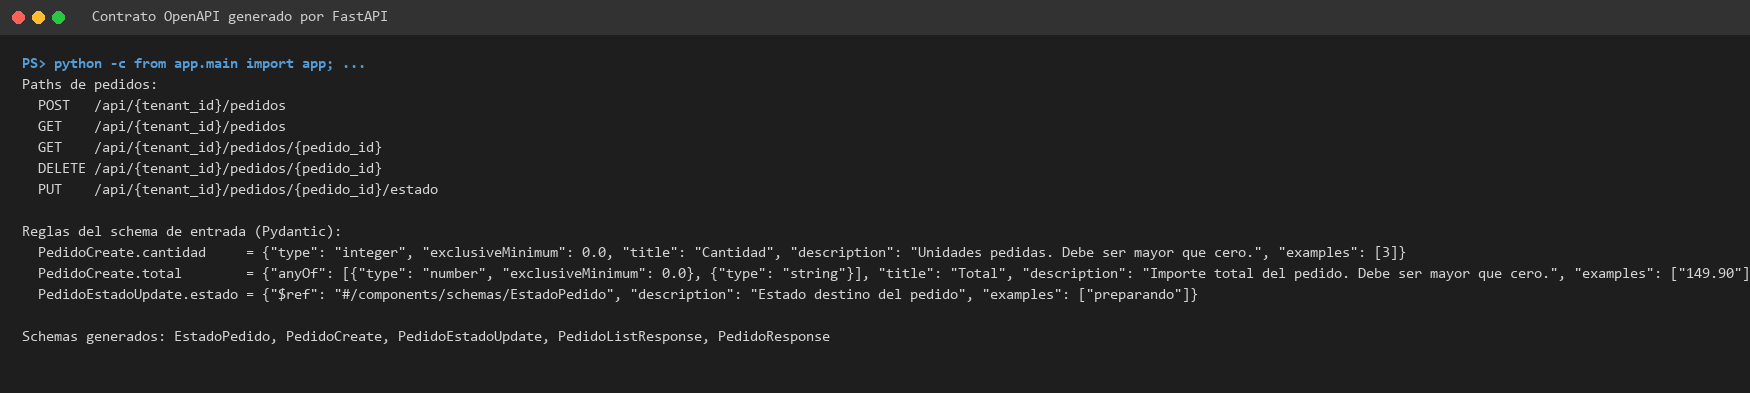 Contrato OpenAPI generado por FastAPI
PS> python -c from app.main import app; ...
Paths de pedidos:
POST /api/{tenant_id}/pedidos
GET /api/{tenant_id}/pedidos
GET /api/{tenant_id}/pedidos/{pedido_id}
DELETE /api/{tenant_id}/pedidos/{pedido_id}
PUT /api/{tenant_id}/pedidos/{pedido_id}/estado
Reglas del schema de entrada (Pydantic):
PedidoCreate.cantidad = {"type": "integer", "exclusiveMinimum": 0.0, "title": "Cantidad", "description": "Unidades pedidas. Debe ser mayor que cero.", "examples": [3]}
PedidoCreate.total = {"anyOf": [{"type": "number", "exclusiveMinimum": 0.0}, {"type": "string"}], "title": "Total", "description": "Importe total del pedido. Debe ser mayor que cero.", "examples": ["149.90"]
PedidoEstadoUpdate.estado = {"$ref": "#/components/schemas/EstadoPedido", "description": "Estado destino del pedido", "examples": ["preparando"]}
Schemas generados: EstadoPedido, PedidoCreate, PedidoEstadoUpdate, PedidoListResponse, PedidoResponse